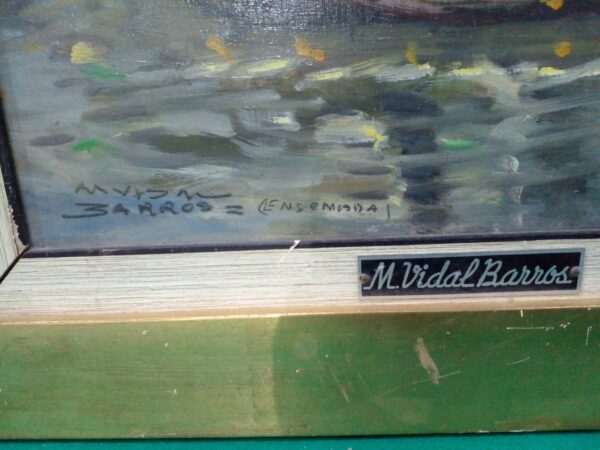 M VIDAL
BARROS = (ENSENADA)
M. Vidal Barros